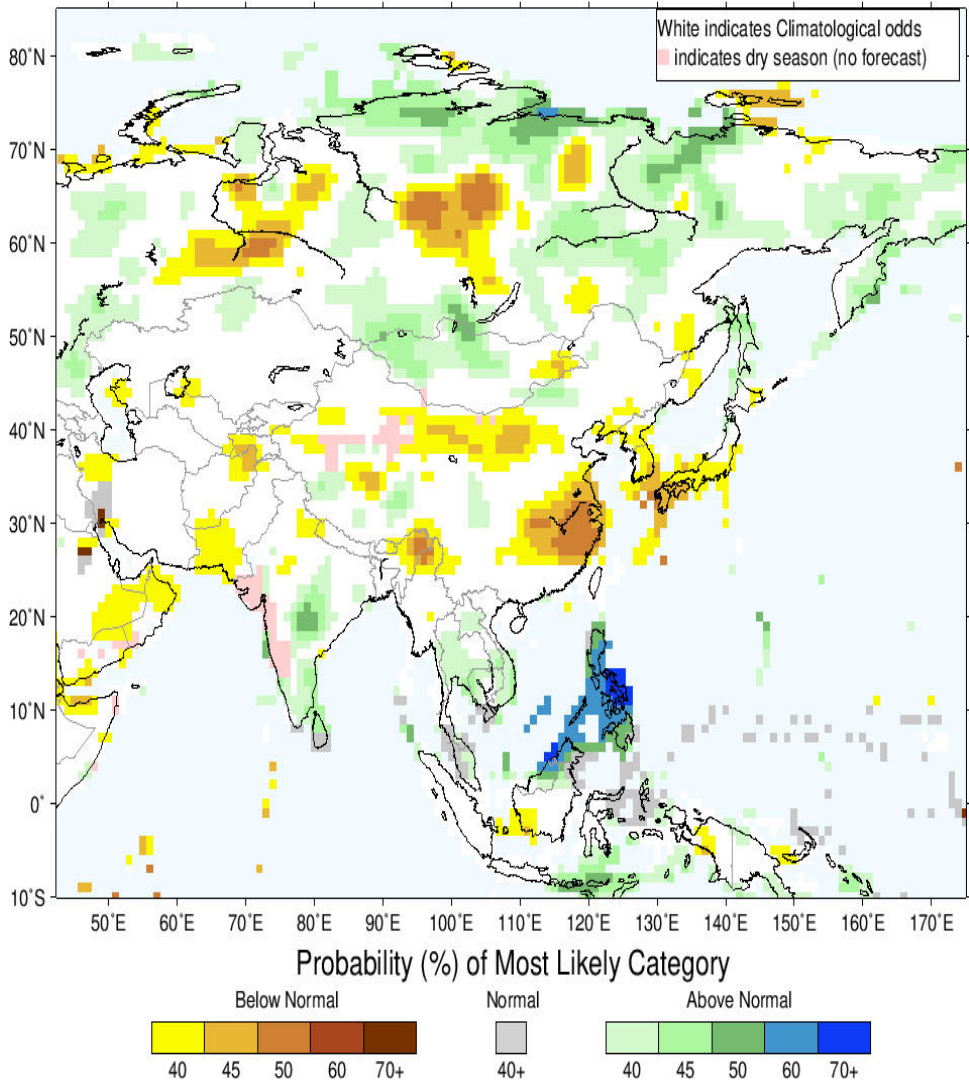 White indicates Climatological odds
indicates dry season (no forecast)
80°N
70°N
60°N
50°N
40°N
30°N
20°N
10°N
0°
10°S
50°E 60°E 70°E 80°E 90°E 100°E 110°E 120°E 130°E 140°E 150°E 160°E 170°E
Probability (%) of Most Likely Category
Below Normal Normal Above Normal
40 45 50 60 70+ 40+ 40 45 50 60 70+